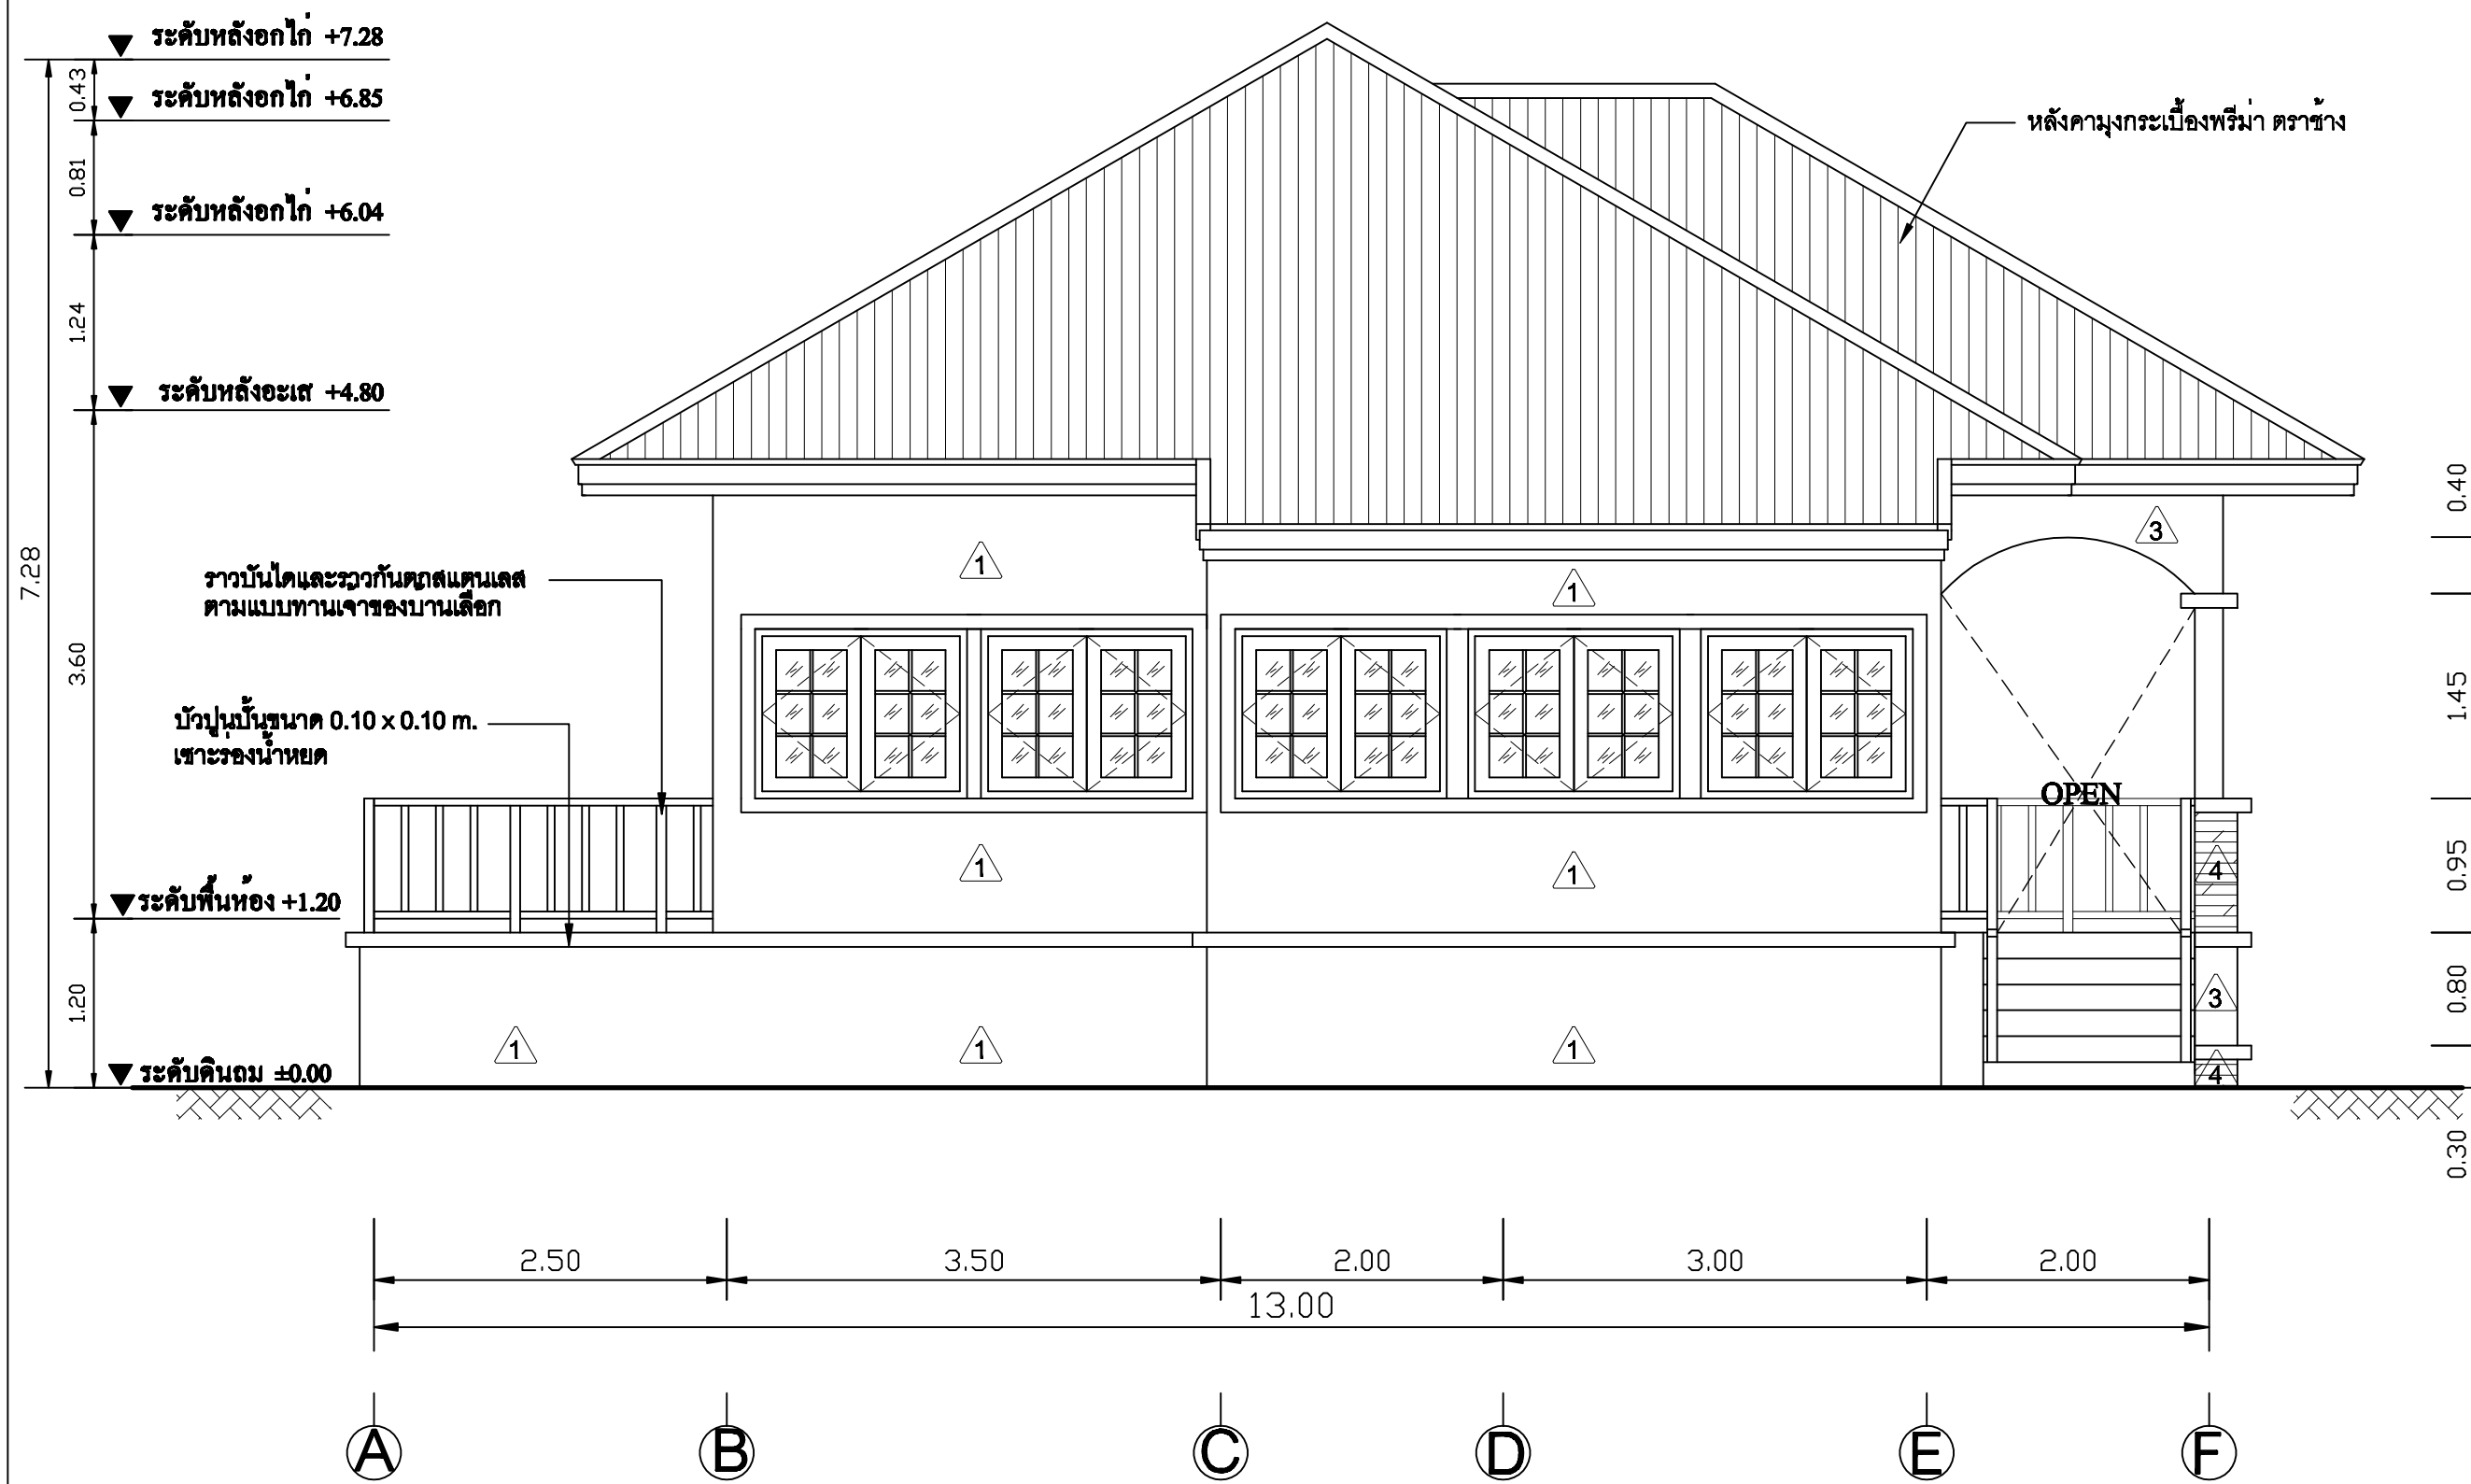 ระดับหลังอกไก่ +7.28
0.43
ระดับหลังอกไก่ +6.85
หลังคามุงกระเบื้องพรีม่า ตราช้าง
0.81
ระดับหลังอกไก่ +6.04
1.24
ระดับหลังอะเส +4.80
0.40
3
7.28
1
1
ราวบันไดและราวกันตกสแตนเลส
ตามแบบท่านเจ้าของบ้านเลือก
3.60
1.45
บัวปูนปั้นขนาด 0.10 x 0.10 m.
เซาะร่องน้ำหยด
OPEN
1
1
4
0.95
ระดับพื้นห้อง +1.20
1.20
3
0.80
1
1
1
4
ระดับดินถม ±0.00
0.30
2.50
3.50
2.00
3.00
2.00
13.00
A
B
C
D
E
F